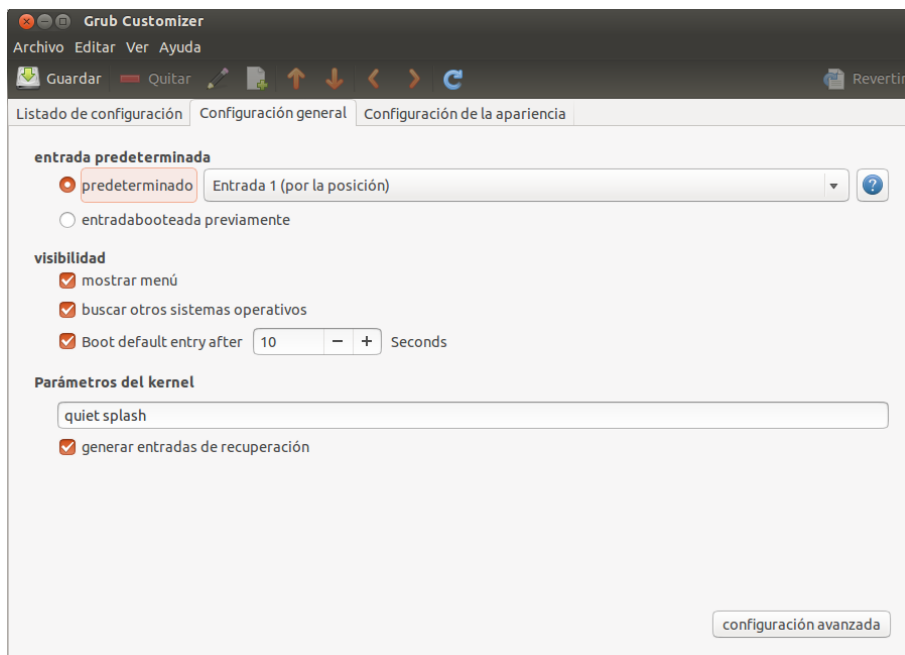 Grub Customizer
Archivo Editar Ver Ayuda
Guardar Quitar Revertir
Listado de configuración Configuración general Configuración de la apariencia
entrada predeterminada
predeterminado Entrada 1 (por la posición) ?
entradabooteada previamente
visibilidad
mostrar menú
buscar otros sistemas operativos
Boot default entry after 10 − + Seconds
Parámetros del kernel
quiet splash
generar entradas de recuperación
configuración avanzada